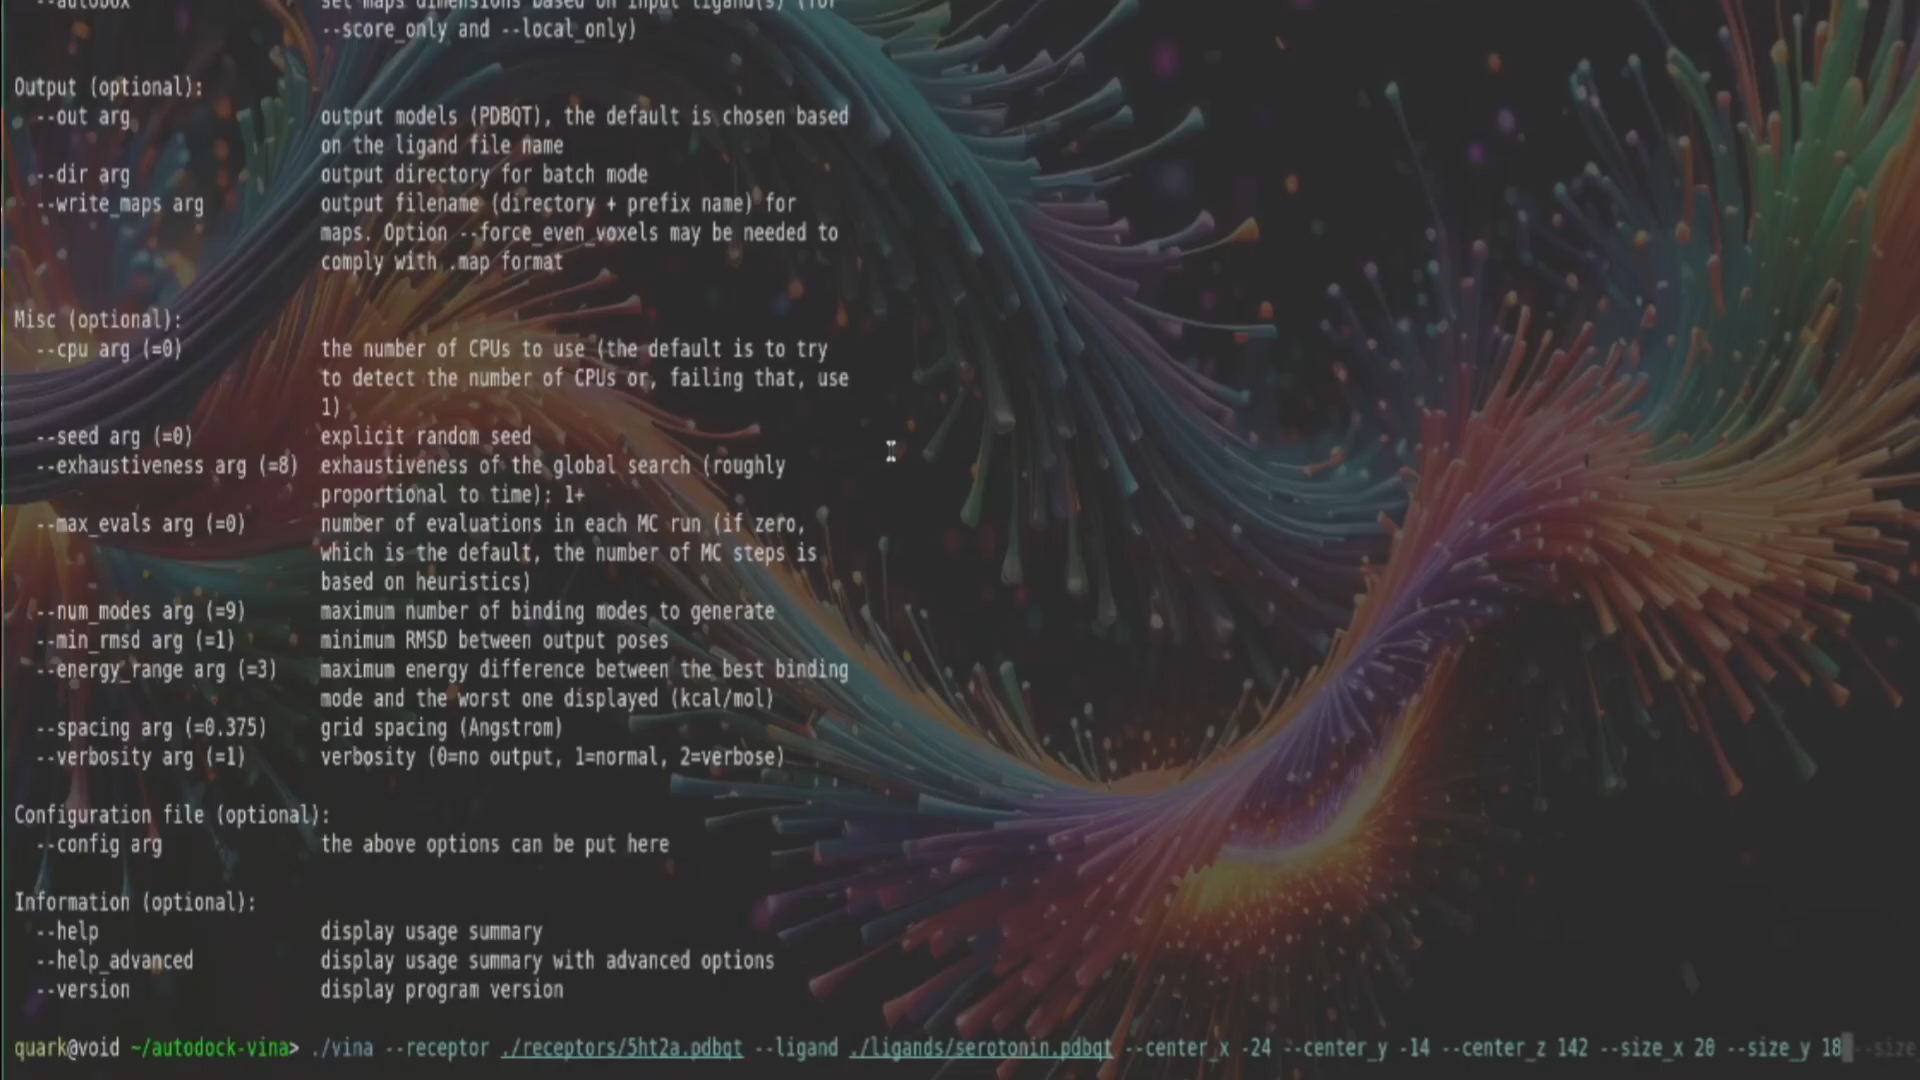 --autobox set maps dimensions based on input ligand(s) (for
--score_only and --local_only)
Output (optional):
--out arg output models (PDBQT), the default is chosen based
on the ligand file name
--dir arg output directory for batch mode
--write_maps arg output filename (directory + prefix name) for
maps. Option --force_even_voxels may be needed to
comply with .map format
Misc (optional):
--cpu arg (=0) the number of CPUs to use (the default is to try
to detect the number of CPUs or, failing that, use
1)
--seed arg (=0) explicit random seed
--exhaustiveness arg (=8) exhaustiveness of the global search (roughly
proportional to time): 1+
--max_evals arg (=0) number of evaluations in each MC run (if zero,
which is the default, the number of MC steps is
based on heuristics)
--num_modes arg (=9) maximum number of binding modes to generate
--min_rmsd arg (=1) minimum RMSD between output poses
--energy_range arg (=3) maximum energy difference between the best binding
mode and the worst one displayed (kcal/mol)
--spacing arg (=0.375) grid spacing (Angstrom)
--verbosity arg (=1) verbosity (0=no output, 1=normal, 2=verbose)
Configuration file (optional):
--config arg the above options can be put here
Information (optional):
--help display usage summary
--help_advanced display usage summary with advanced options
--version display program version
quark@void ~/autodock-vina> ./vina --receptor ./receptors/5ht2a.pdbqt --ligand ./ligands/serotonin.pdbqt --center_x -24 --center_y -14 --center_z 142 --size_x 20 --size_y 18 --size